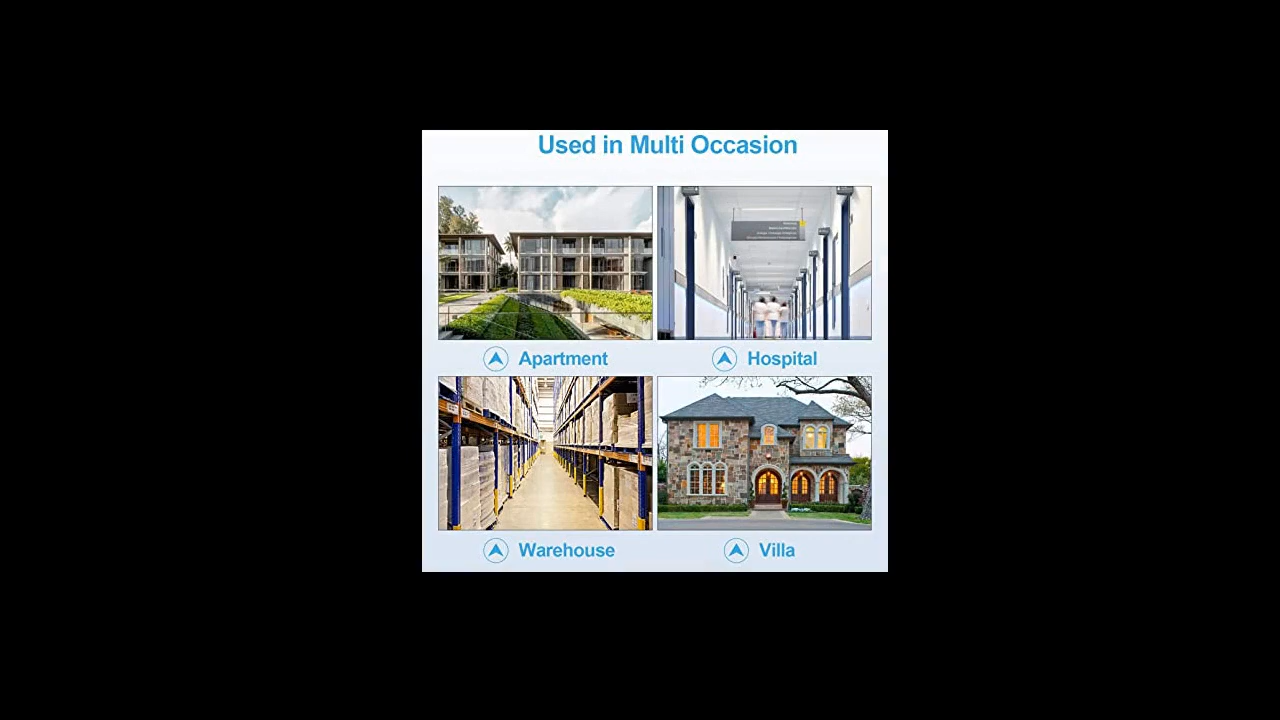 Used in Multi Occasion
Apartment
Hospital
Warehouse
Villa